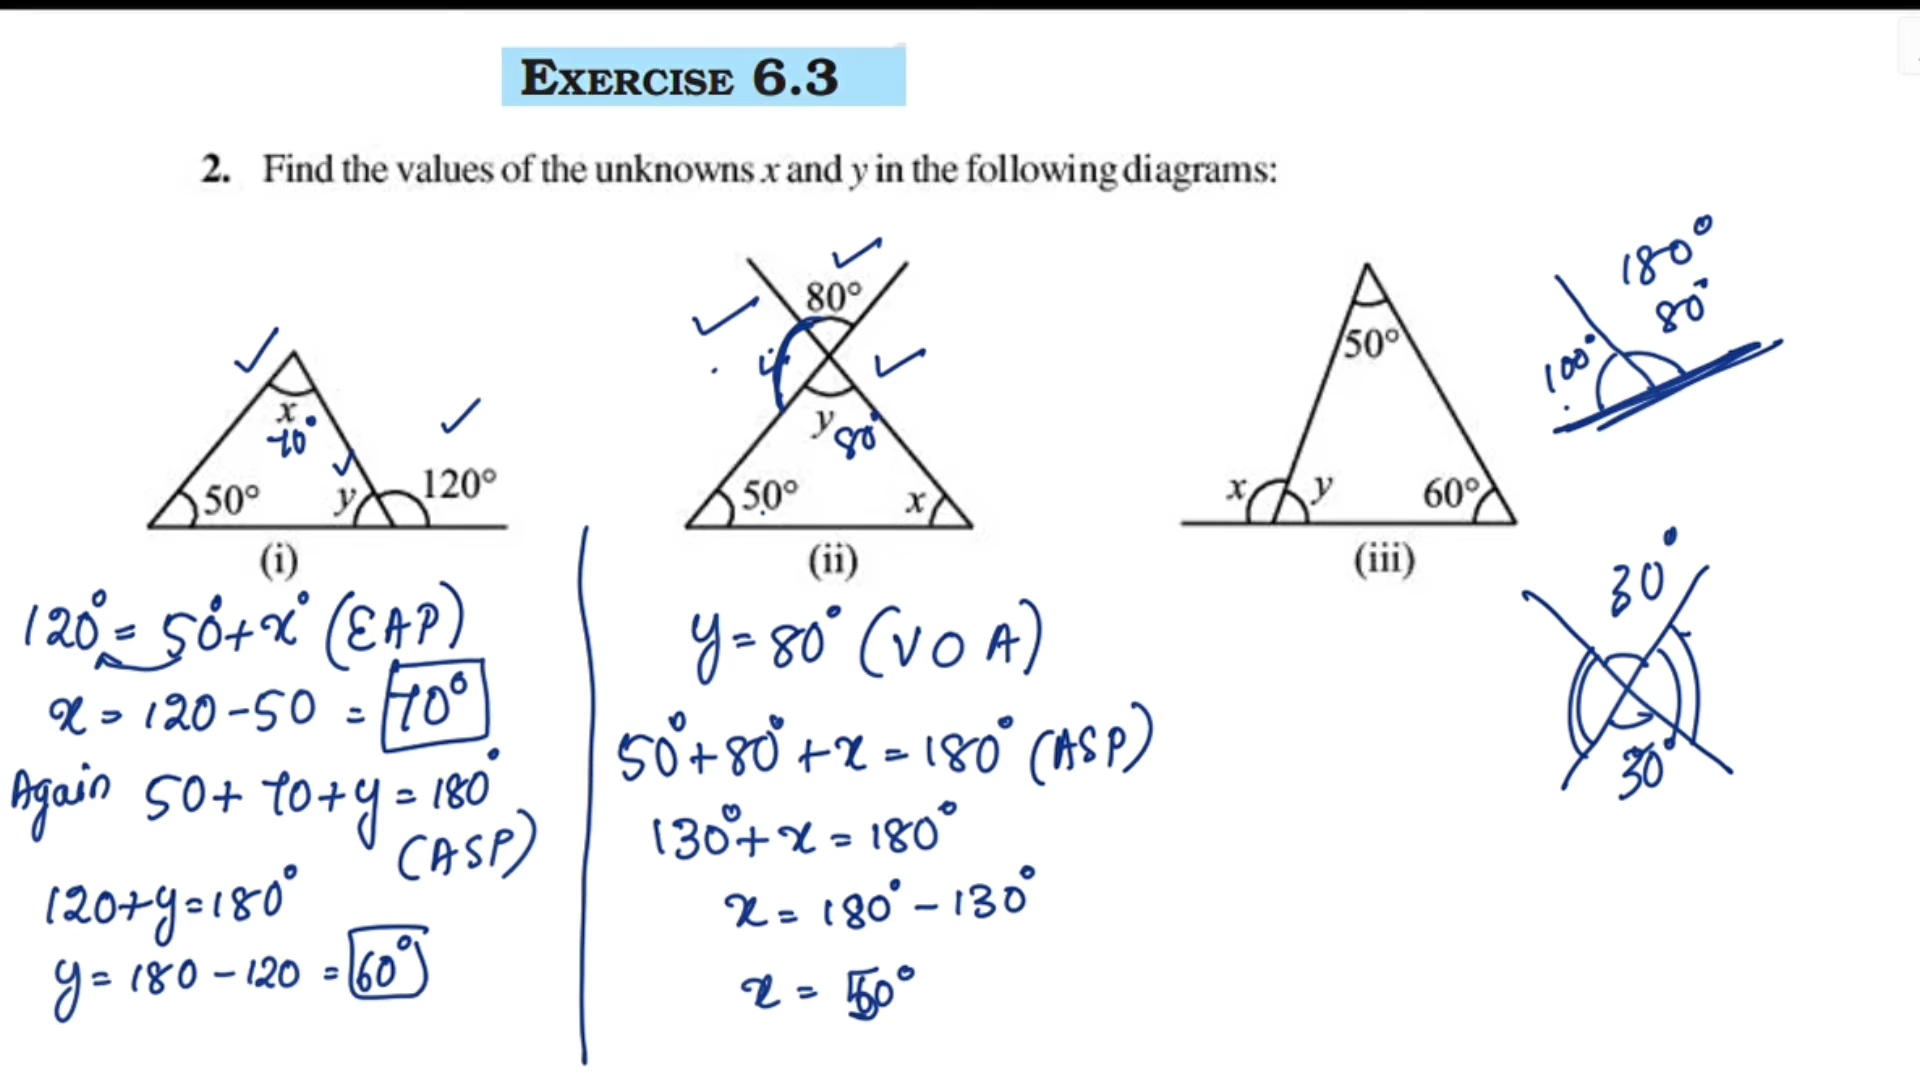 EXERCISE 6.3
2. Find the values of the unknowns x and y in the following diagrams:
x
70°
50°
y
120°
(i)
80°
y
80°
50°
x
(ii)
50°
x
y
60°
(iii)
180°
80°
100°
30°
30°
120° = 50° + x° (EAP)
x = 120 - 50 = 70°
Again 50 + 70 + y = 180°
(ASP)
120 + y = 180°
y = 180 - 120 = 60°
y = 80° (VOA)
50° + 80° + x = 180° (ASP)
130° + x = 180°
x = 180° - 130°
x = 50°